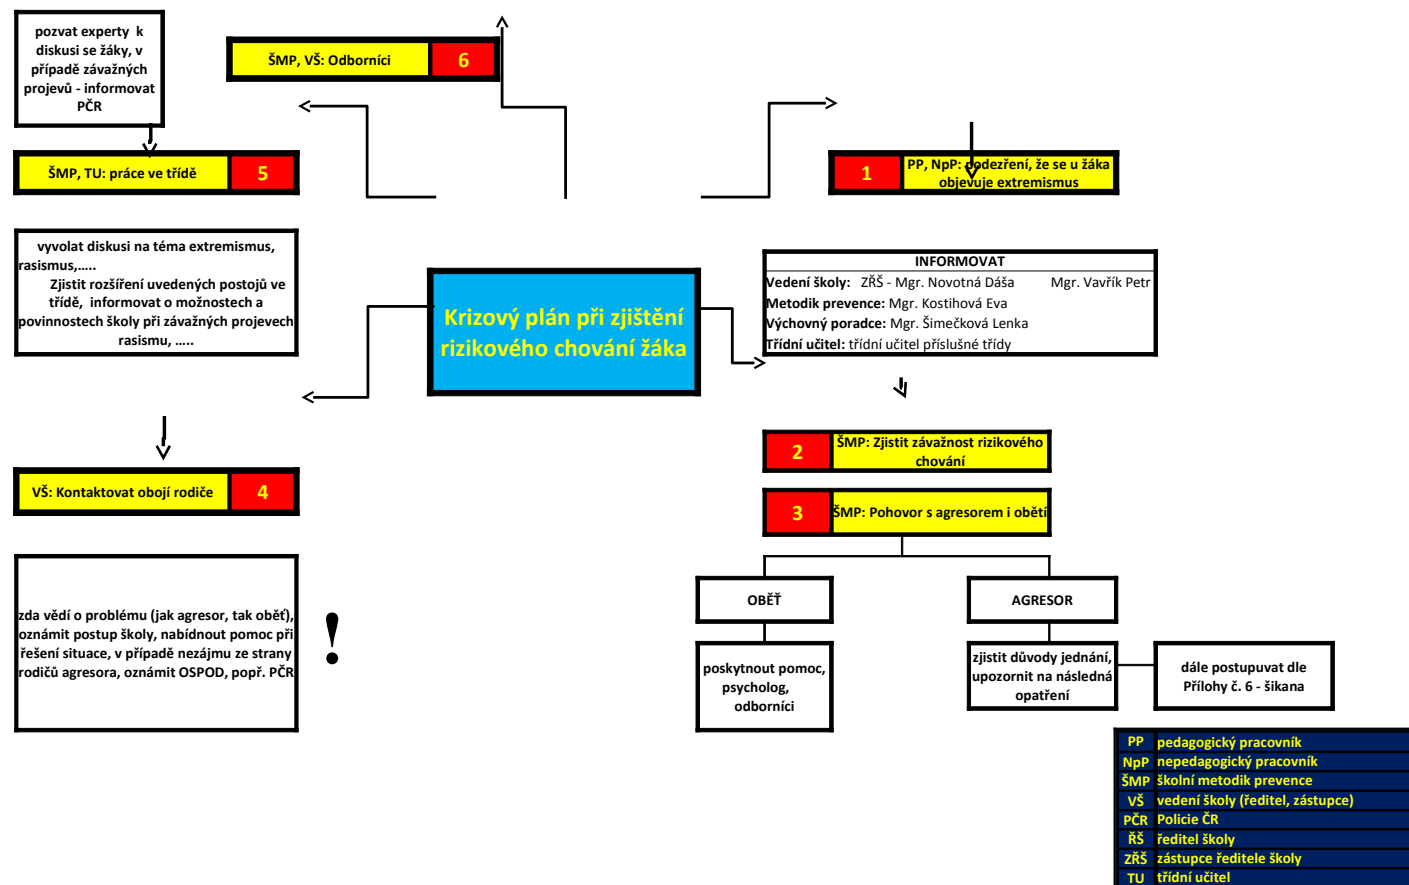 pozvat experty k
diskusi se žáky, v
případě závažných
projevů - informovat
PČR
ŠMP, VŠ: Odborníci 6
ŠMP, TU: práce ve třídě 5
1 PP, NpP: podezření, že se u žáka
objevuje extremismus
vyvolat diskusi na téma extremismus,
rasismus,.....
Zjistit rozšíření uvedených postojů ve
třídě, informovat o možnostech a
povinnostech školy při závažných projevech
rasismu, .....
Krizový plán při zjištění
rizikového chování žáka
INFORMOVAT
Vedení školy: ZŘŠ - Mgr. Novotná Dáša Mgr. Vavřík Petr
Metodik prevence: Mgr. Kostihová Eva
Výchovný poradce: Mgr. Šimečková Lenka
Třídní učitel: třídní učitel příslušné třídy
2 ŠMP: Zjistit závažnost rizikového
chování
VŠ: Kontaktovat obojí rodiče 4
3 ŠMP: Pohovor s agresorem i obětí
zda vědí o problému (jak agresor, tak oběť),
oznámit postup školy, nabídnout pomoc při
řešení situace, v případě nezájmu ze strany
rodičů agresora, oznámit OSPOD, popř. PČR
!
OBĚŤ
AGRESOR
poskytnout pomoc,
psycholog,
odborníci
zjistit důvody jednání,
upozornit na následná
opatření
dále postupuvat dle
Přílohy č. 6 - šikana
PP pedagogický pracovník
NpP nepedagogický pracovník
ŠMP školní metodik prevence
VŠ vedení školy (ředitel, zástupce)
PČR Policie ČR
ŘŠ ředitel školy
ZŘŠ zástupce ředitele školy
TU třídní učitel